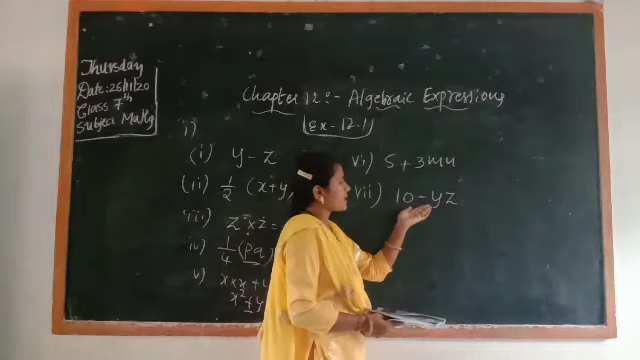 Thursday
Date:26/11/20
Class 7th
Subject Maths
Chapter 12:- Algebraic Expressions
Ex-12.1
1)
(i) y - z
(ii) 1/2 (x+y
iii) z × z =
iv) 1/4 (pq)
v) x×x + y
x² + y
vi) 5 + 3mn
vii) 10 - yz